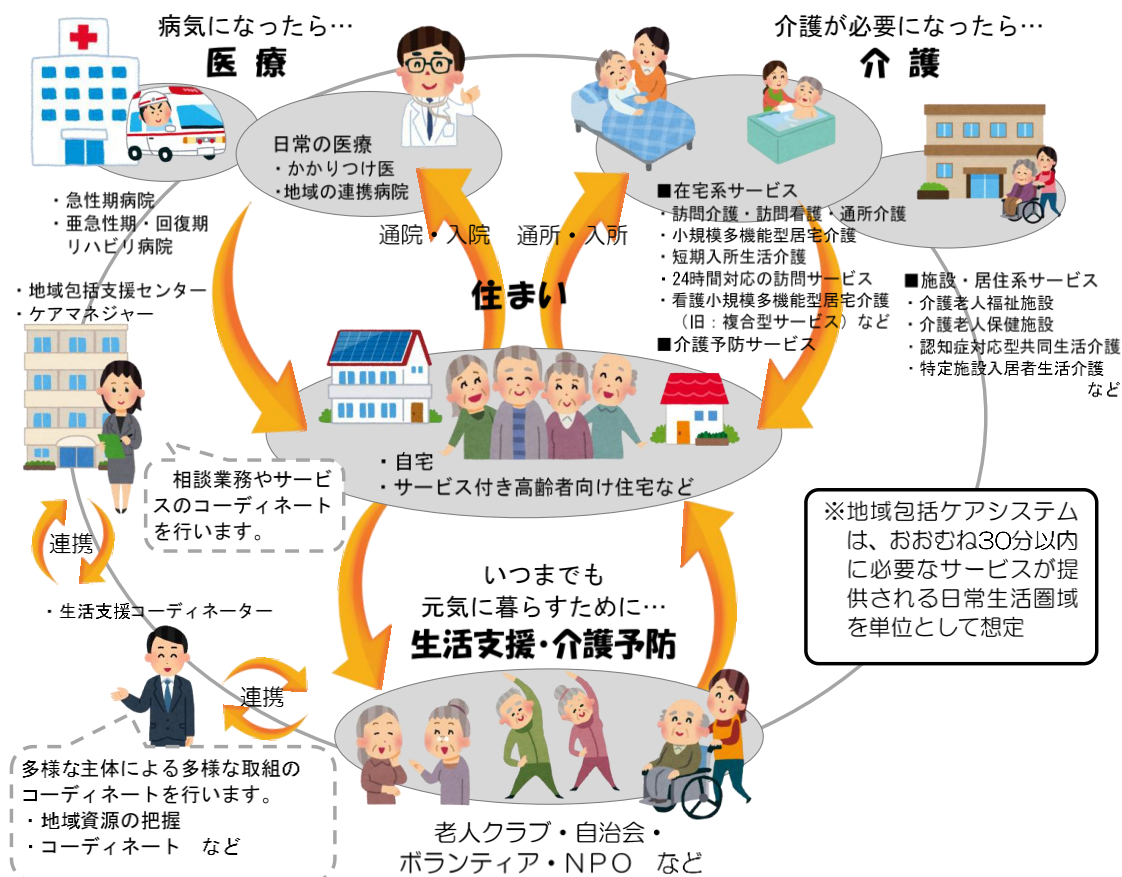 病気になったら…
医療
介護が必要になったら…
介護
日常の医療
・かかりつけ医
・地域の連携病院
・急性期病院
・亜急性期・回復期
リハビリ病院
通院・入院
通所・入所
■在宅系サービス
・訪問介護・訪問看護・通所介護
・小規模多機能型居宅介護
・短期入所生活介護
・24時間対応の訪問サービス
・看護小規模多機能型居宅介護
（旧：複合型サービス）など
■介護予防サービス
■施設・居住系サービス
・介護老人福祉施設
・介護老人保健施設
・認知症対応型共同生活介護
・特定施設入居者生活介護
など
・地域包括支援センター
・ケアマネジャー
住まい
・自宅
・サービス付き高齢者向け住宅など
相談業務やサービ
スのコーディネート
を行います。
連携
・生活支援コーディネーター
連携
多様な主体による多様な取組の
コーディネートを行います。
・地域資源の把握
・コーディネート　など
いつまでも
元気に暮らすために…
生活支援・介護予防
老人クラブ・自治会・
ボランティア・NPO　など
※地域包括ケアシステム
は、おおむね30分以内
に必要なサービスが提
供される日常生活圏域
を単位として想定